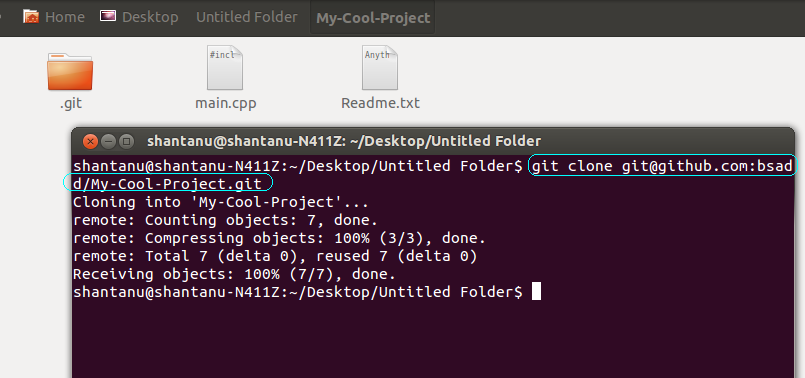 Home Desktop Untitled Folder My-Cool-Project
#incl Anyth
.git main.cpp Readme.txt
shantanu@shantanu-N411Z: ~/Desktop/Untitled Folder
shantanu@shantanu-N411Z:~/Desktop/Untitled Folder$ git clone git@github.com:bsad
d/My-Cool-Project.git
Cloning into 'My-Cool-Project'...
remote: Counting objects: 7, done.
remote: Compressing objects: 100% (3/3), done.
remote: Total 7 (delta 0), reused 7 (delta 0)
Receiving objects: 100% (7/7), done.
shantanu@shantanu-N411Z:~/Desktop/Untitled Folder$